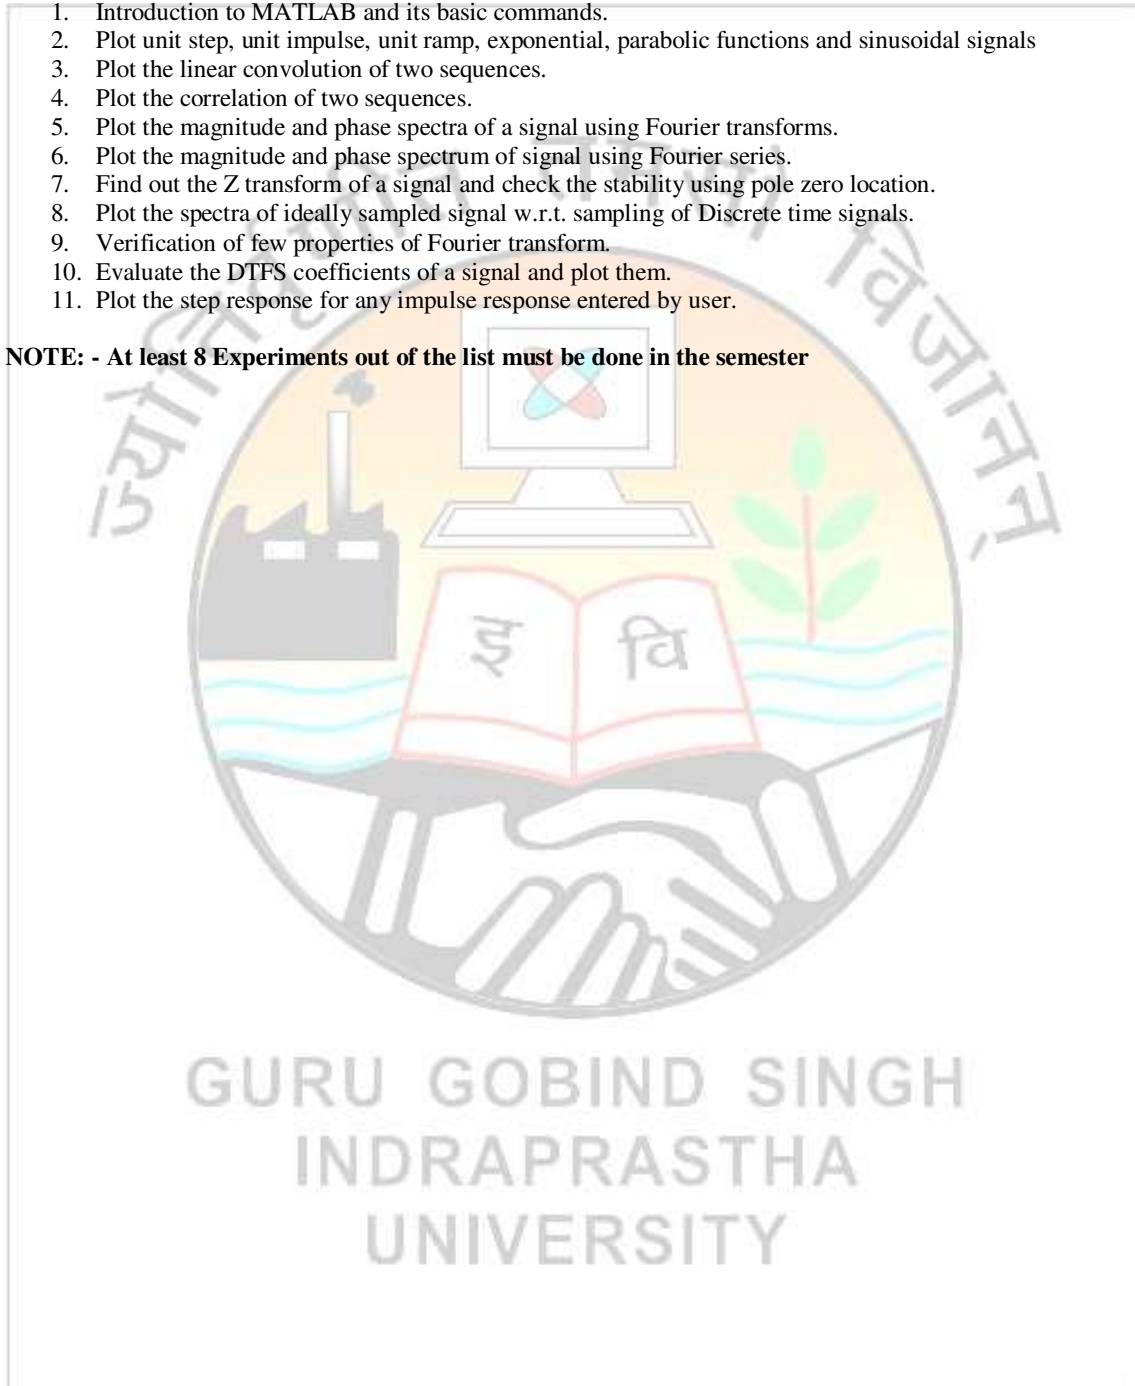 1. Introduction to MATLAB and its basic commands.
2. Plot unit step, unit impulse, unit ramp, exponential, parabolic functions and sinusoidal signals
3. Plot the linear convolution of two sequences.
4. Plot the correlation of two sequences.
5. Plot the magnitude and phase spectra of a signal using Fourier transforms.
6. Plot the magnitude and phase spectrum of signal using Fourier series.
7. Find out the Z transform of a signal and check the stability using pole zero location.
8. Plot the spectra of ideally sampled signal w.r.t. sampling of Discrete time signals.
9. Verification of few properties of Fourier transform.
10. Evaluate the DTFS coefficients of a signal and plot them.
11. Plot the step response for any impulse response entered by user.
NOTE: - At least 8 Experiments out of the list must be done in the semester
ज्योतिर्वृणीत तमसो विजानन्
इ वि
GURU GOBIND SINGH
INDRAPRASTHA
UNIVERSITY